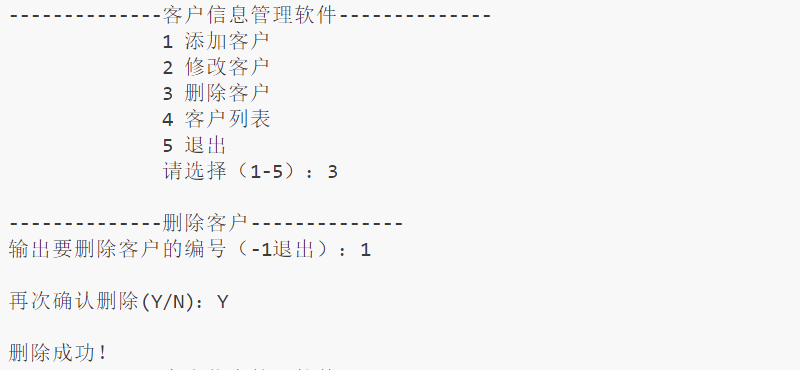 --------------客户信息管理软件--------------
1 添加客户
2 修改客户
3 删除客户
4 客户列表
5 退出
请选择（1-5）：3
--------------删除客户--------------
输出要删除客户的编号（-1退出）：1
再次确认删除(Y/N)：Y
删除成功！